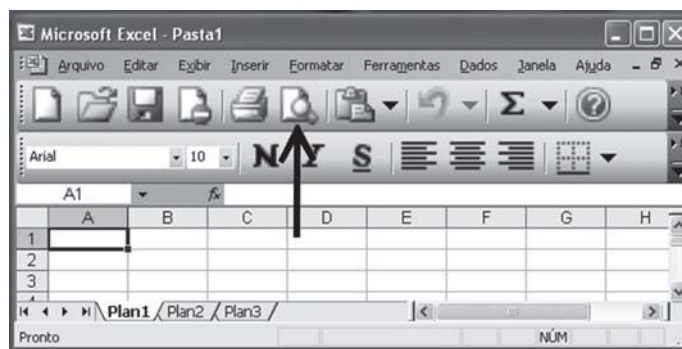 Microsoft Excel - Pasta1
Arquivo Editar Exibir Inserir Formatar Ferramentas Dados Janela Ajuda
Σ ?
Arial 10 N S
A1 fx
A B C D E F G H
1
2
3
Plan1 Plan2 Plan3
Pronto NÚM